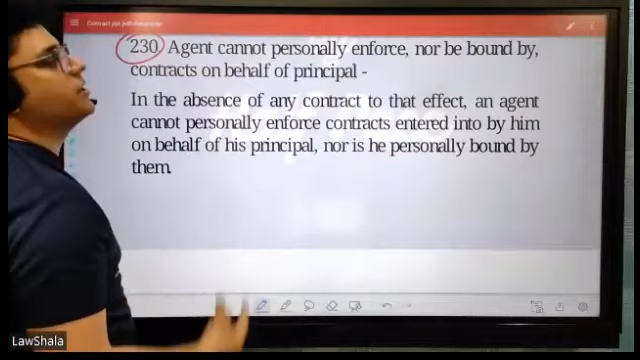 230 Agent cannot personally enforce, nor be bound by,
contracts on behalf of principal -
In the absence of any contract to that effect, an agent
cannot personally enforce contracts entered into by him
on behalf of his principal, nor is he personally bound by
them.
LawShala